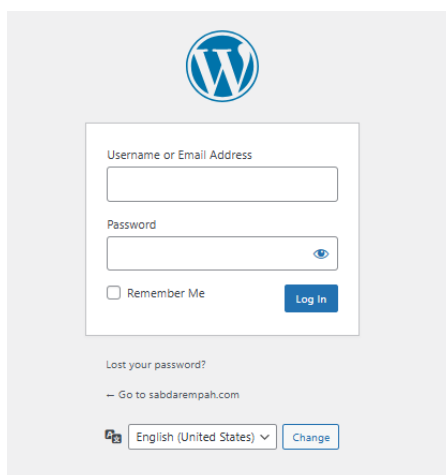 Username or Email Address
Password
Remember Me
Log In
Lost your password?
← Go to sabdarempah.com
English (United States)
Change